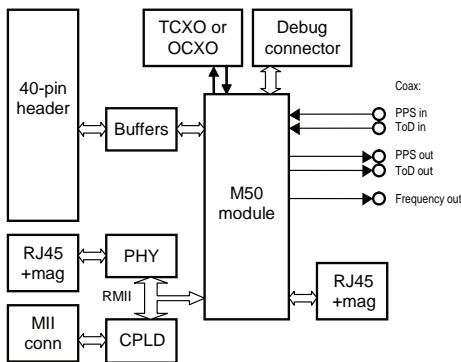 TCXO or
OCXO
Debug
connector
40-pin
header
Buffers
Coax:
PPS in
ToD in
PPS out
ToD out
Frequency out
M50
module
RJ45
+mag
PHY
RMII
MII
conn
CPLD
RJ45
+mag